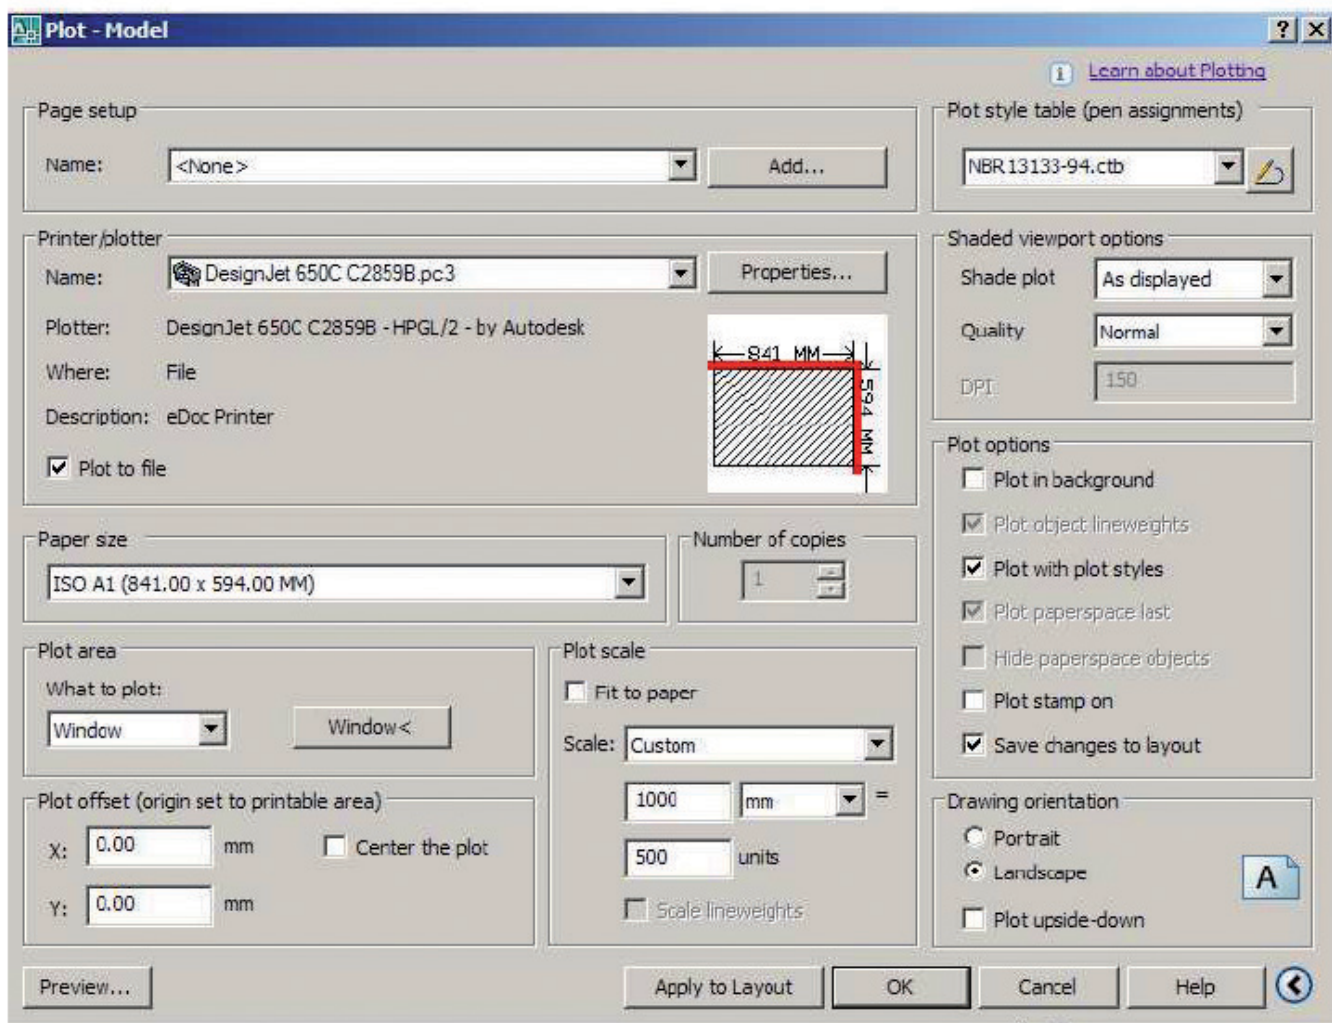 Plot - Model
Learn about Plotting
Page setup
Name: <None> Add...
Plot style table (pen assignments)
NBR13133-94.ctb
Printer/plotter
Name: DesignJet 650C C2859B.pc3 Properties...
Plotter: DesignJet 650C C2859B - HPGL/2 - by Autodesk
Where: File
Description: eDoc Printer
Plot to file
841 MM
594 MM
Shaded viewport options
Shade plot As displayed
Quality Normal
DPI 150
Paper size
ISO A1 (841.00 x 594.00 MM)
Number of copies
1
Plot options
Plot in background
Plot object lineweights
Plot with plot styles
Plot paperspace last
Hide paperspace objects
Plot stamp on
Save changes to layout
Plot area
What to plot:
Window Window<
Plot scale
Fit to paper
Scale: Custom
1000 mm =
500 units
Scale lineweights
Plot offset (origin set to printable area)
X: 0.00 mm Center the plot
Y: 0.00 mm
Drawing orientation
Portrait
Landscape
A
Plot upside-down
Preview... Apply to Layout OK Cancel Help